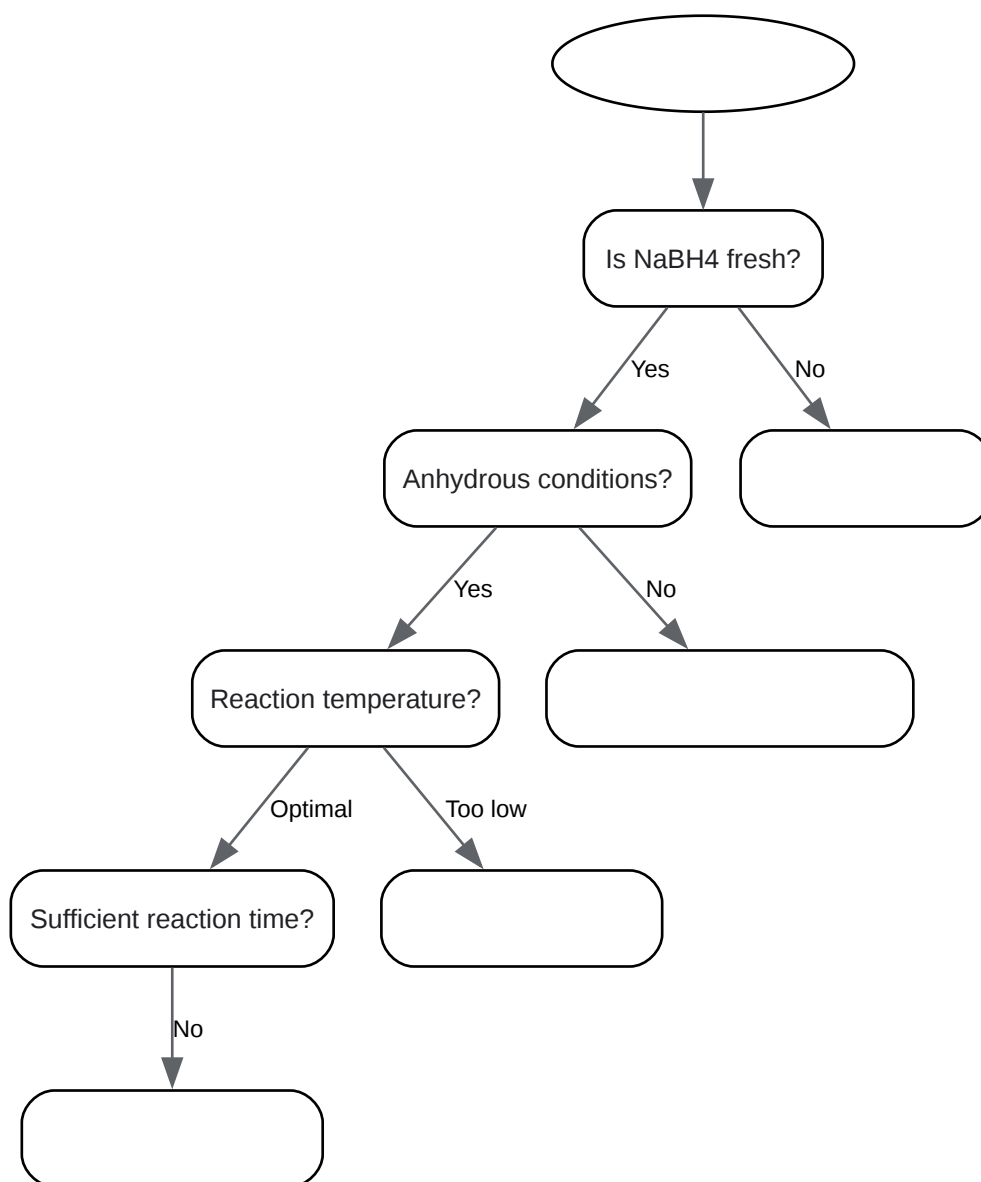 Is NaBH4 fresh?
Yes
No
Anhydrous conditions?
Yes
No
Reaction temperature?
Optimal
Too low
Sufficient reaction time?
No